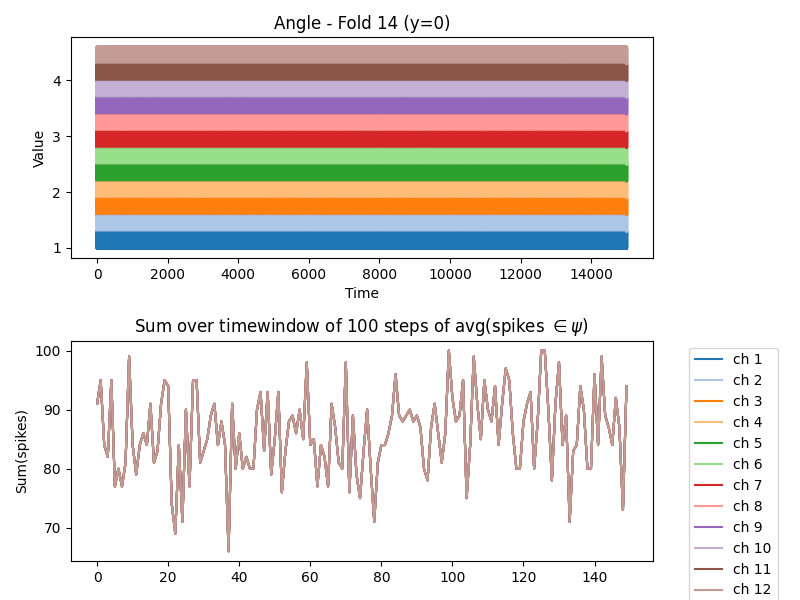 Angle - Fold 14 (y=0)
Value
4
3
2
1
0
2000
4000
6000
8000
10000
12000
14000
Time
Sum over timewindow of 100 steps of avg(spikes ∈ψ)
Sum(spikes)
100
90
80
70
0
20
40
60
80
100
120
140
ch 1
ch 2
ch 3
ch 4
ch 5
ch 6
ch 7
ch 8
ch 9
ch 10
ch 11
ch 12